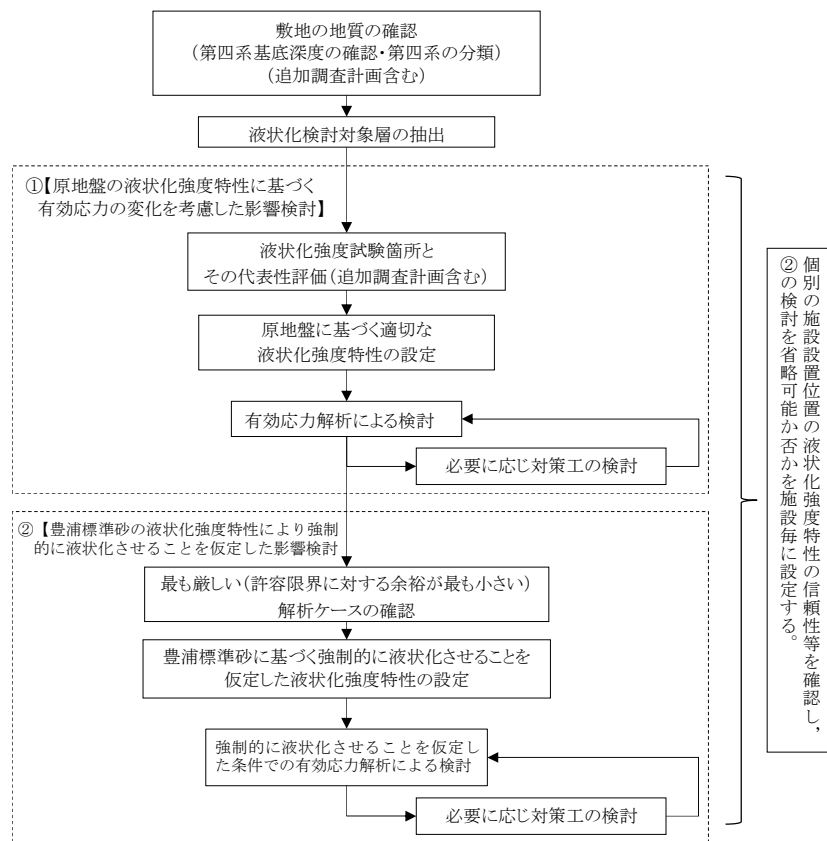 敷地の地質の確認
(第四系基底深度の確認・第四系の分類)
(追加調査計画含む)
液状化検討対象層の抽出
①【原地盤の液状化強度特性に基づく
有効応力の変化を考慮した影響検討】
液状化強度試験箇所と
その代表性評価(追加調査計画含む)
原地盤に基づく適切な
液状化強度特性の設定
有効応力解析による検討
必要に応じ対策工の検討
② 【豊浦標準砂の液状化強度特性により強制
的に液状化させることを仮定した影響検討
最も厳しい(許容限界に対する余裕が最も小さい)
解析ケースの確認
豊浦標準砂に基づく強制的に液状化させることを
仮定した液状化強度特性の設定
強制的に液状化させることを仮定し
た条件での有効応力解析による検討
必要に応じ対策工の検討
個別の施設設置位置の液状化強度特性の信頼性等を確認し,
②の検討を省略可能か否かを施設毎に設定する。